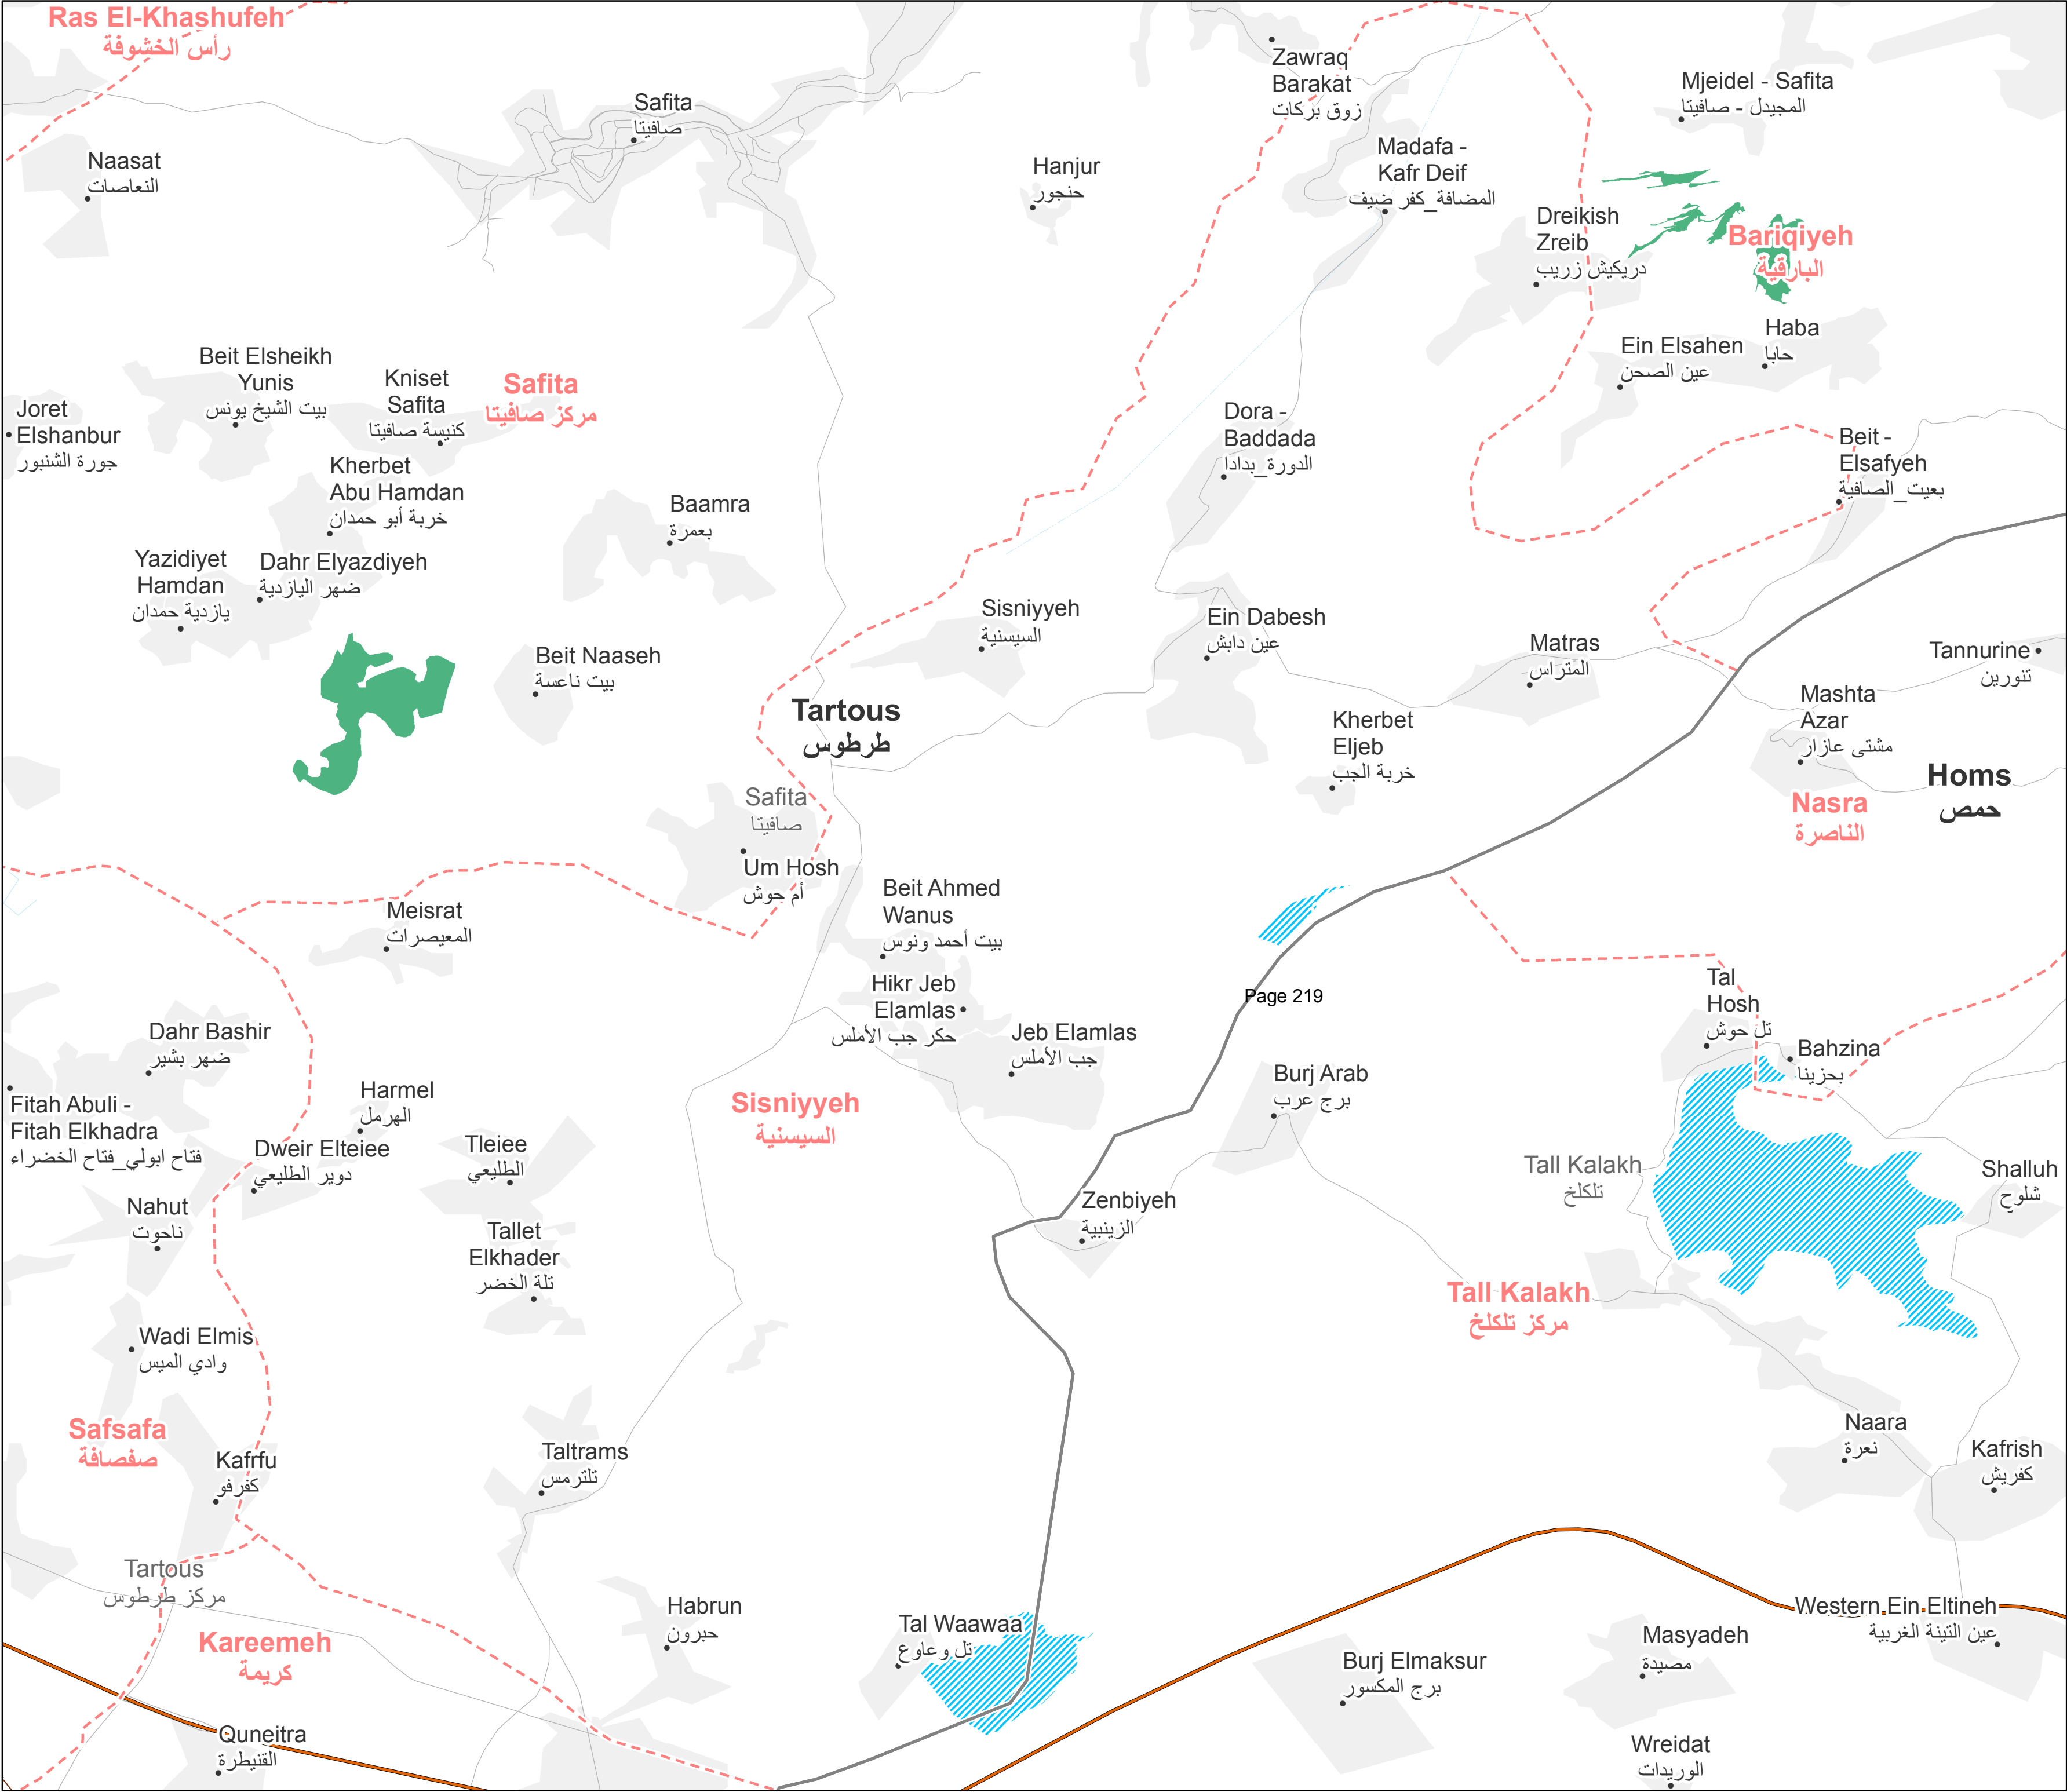 Ras El-Khashufeh
رأس الخشوفة
Zawraq
Barakat
زوق بركات
Mjeidel - Safita
المجيدل - صافيتا
Safita
صافيتا
Naasat
النعاصات
Hanjur
حنجور
Madafa -
Kafr Deif
المضافة_كفر ضيف
Dreikish
Zreib
دريكيش زريب
Bariqiyeh
البارقية
Haba
حابا
Ein Elsahen
عين الصحن
Beit Elsheikh
Yunis
بيت الشيخ يونس
Kniset
Safita
كنيسة صافيتا
Safita
مركز صافيتا
Joret
Elshanbur
جورة الشنبور
Dora -
Baddada
الدورة_بدادا
Beit -
Elsafyeh
بعيت_الصافية
Kherbet
Abu Hamdan
خربة أبو حمدان
Baamra
بعمرة
Yazidiyet
Hamdan
يازدية حمدان
Dahr Elyazdiyeh
ضهر اليازدية
Sisniyyeh
السيسنية
Ein Dabesh
عين دابش
Matras
المتراس
Tannurine
تنورين
Beit Naaseh
بيت ناعسة
Tartous
طرطوس
Mashta
Azar
مشتى عازار
Kherbet
Eljeb
خربة الجب
Homs
حمص
Nasra
الناصرة
Safita
صافيتا
Um Hosh
أم حوش
Beit Ahmed
Wanus
بيت أحمد ونوس
Meisrat
المعيصرات
Hikr Jeb
Elamlas
حكر جب الأملس
Page 219
Tal
Hosh
تل حوش
Dahr Bashir
ضهر بشير
Jeb Elamlas
جب الأملس
Bahzina
بحزينا
Harmel
الهرمل
Burj Arab
برج عرب
Fitah Abuli -
Fitah Elkhadra
فتاح ابولي_فتاح الخضراء
Sisniyyeh
السيسنية
Dweir Elteiee
دوير الطليعي
Tleiee
الطليعي
Tall Kalakh
تلكلخ
Shalluh
شلوح
Nahut
ناحوت
Zenbiyeh
الزينبية
Tallet
Elkhader
تلة الخضر
Tall Kalakh
مركز تلكلخ
Wadi Elmis
وادي الميس
Safsafa
صفصافة
Naara
نعرة
Kafrfu
كفرفو
Taltrams
تلترمس
Kafrish
كفريش
Tartous
مركز طرطوس
Habrun
حبرون
Tal Waawaa
تل وعاوع
Western Ein Eltineh
عين التينة الغربية
Kareemeh
كريمة
Masyadeh
مصيدة
Burj Elmaksur
برج المكسور
Quneitra
القنيطرة
Wreidat
الوريدات